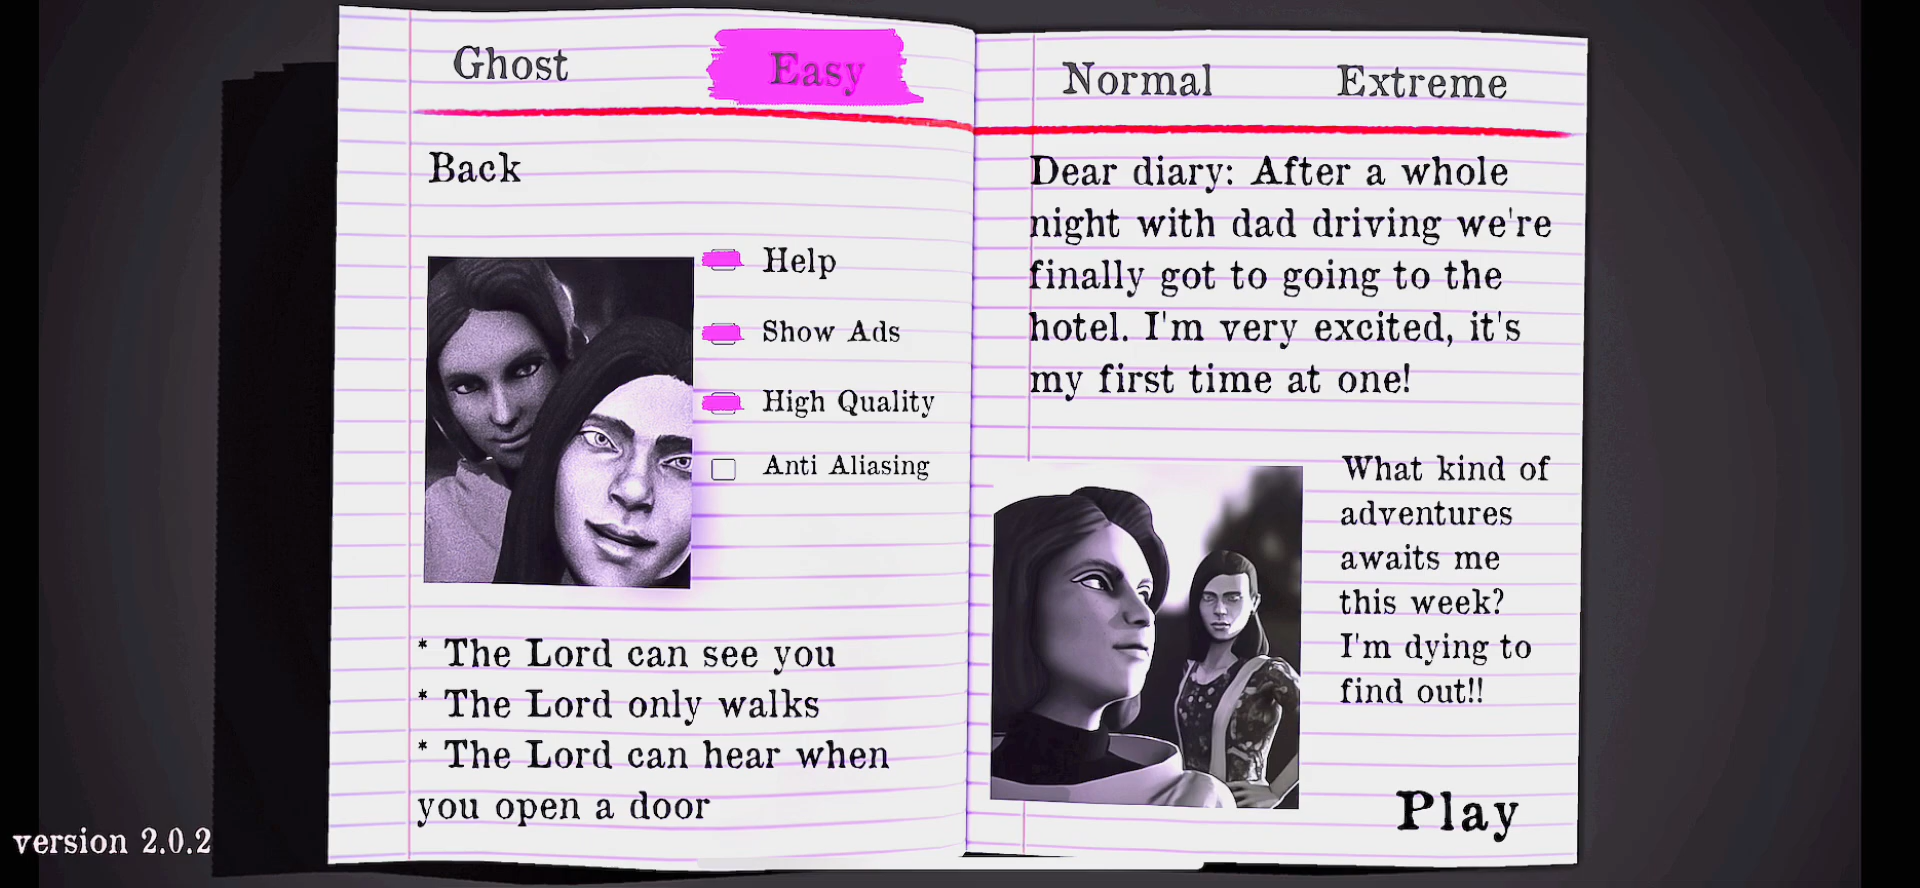 Ghost
Easy
Normal
Extreme
Back
Help
Show Ads
High Quality
Anti Aliasing
* The Lord can see you
* The Lord only walks
* The Lord can hear when
you open a door
Dear diary: After a whole
night with dad driving we're
finally got to going to the
hotel. I'm very excited, it's
my first time at one!
What kind of
adventures
awaits me
this week?
I'm dying to
find out!!
Play
version 2.0.2